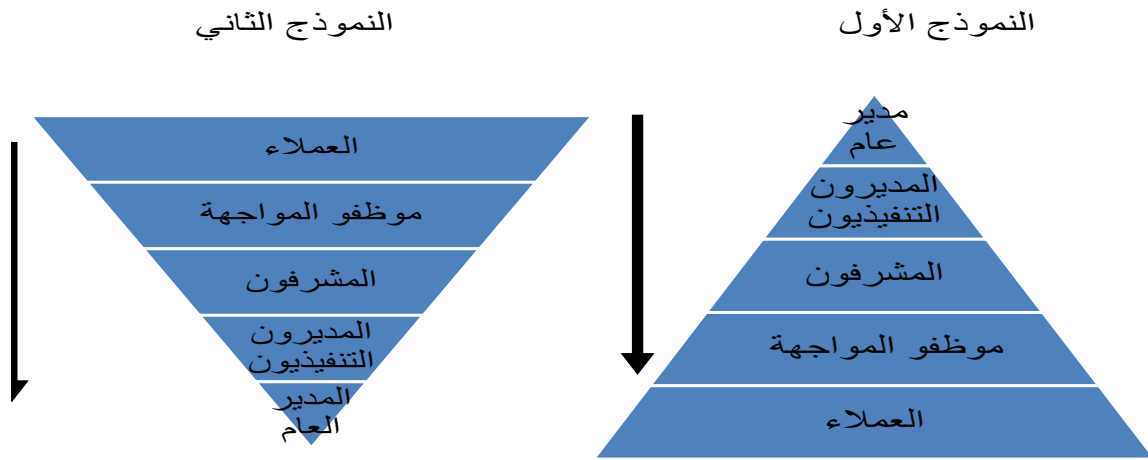 النموذج الأول
مدير
عام
المديرون
التنفيذيون
المشرفون
موظفو المواجهة
العملاء
النموذج الثاني
العملاء
موظفو المواجهة
المشرفون
المديرون
التنفيذيون
المدير
العام